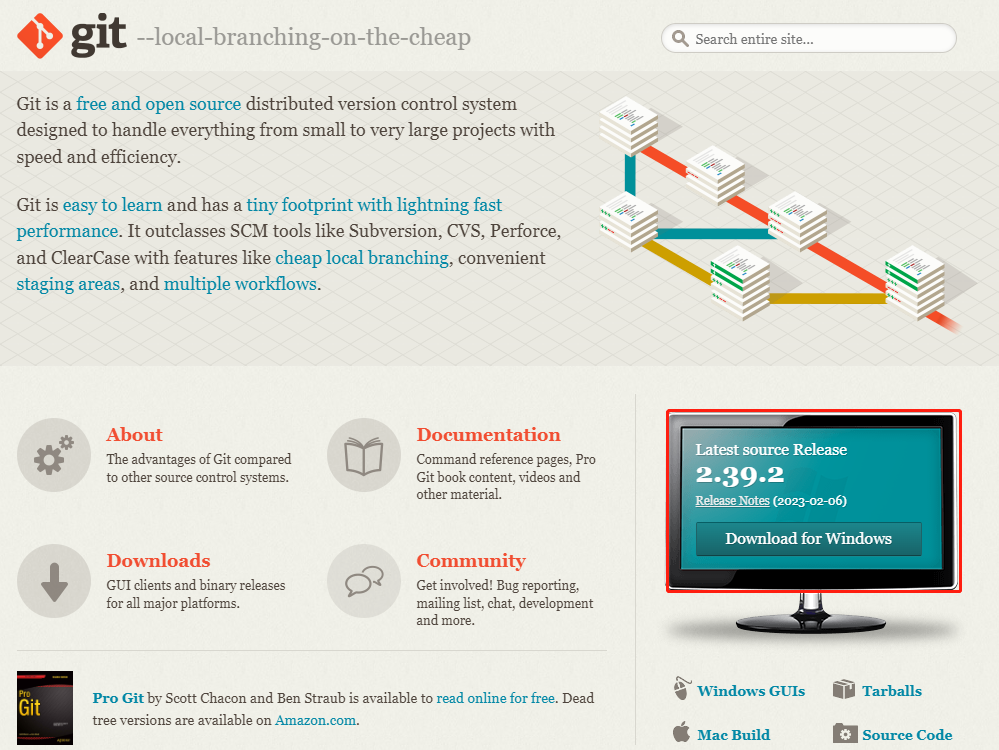 git --local-branching-on-the-cheap
Search entire site...
Git is a free and open source distributed version control system
designed to handle everything from small to very large projects with
speed and efficiency.
Git is easy to learn and has a tiny footprint with lightning fast
performance. It outclasses SCM tools like Subversion, CVS, Perforce,
and ClearCase with features like cheap local branching, convenient
staging areas, and multiple workflows.
About
The advantages of Git compared
to other source control systems.
Documentation
Command reference pages, Pro
Git book content, videos and
other material.
Downloads
GUI clients and binary releases
for all major platforms.
Community
Get involved! Bug reporting,
mailing list, chat, development
and more.
Latest source Release
2.39.2
Release Notes (2023-02-06)
Download for Windows
Pro
Git
Pro Git by Scott Chacon and Ben Straub is available to read online for free. Dead
tree versions are available on Amazon.com.
Windows GUIs
Tarballs
Mac Build
Source Code